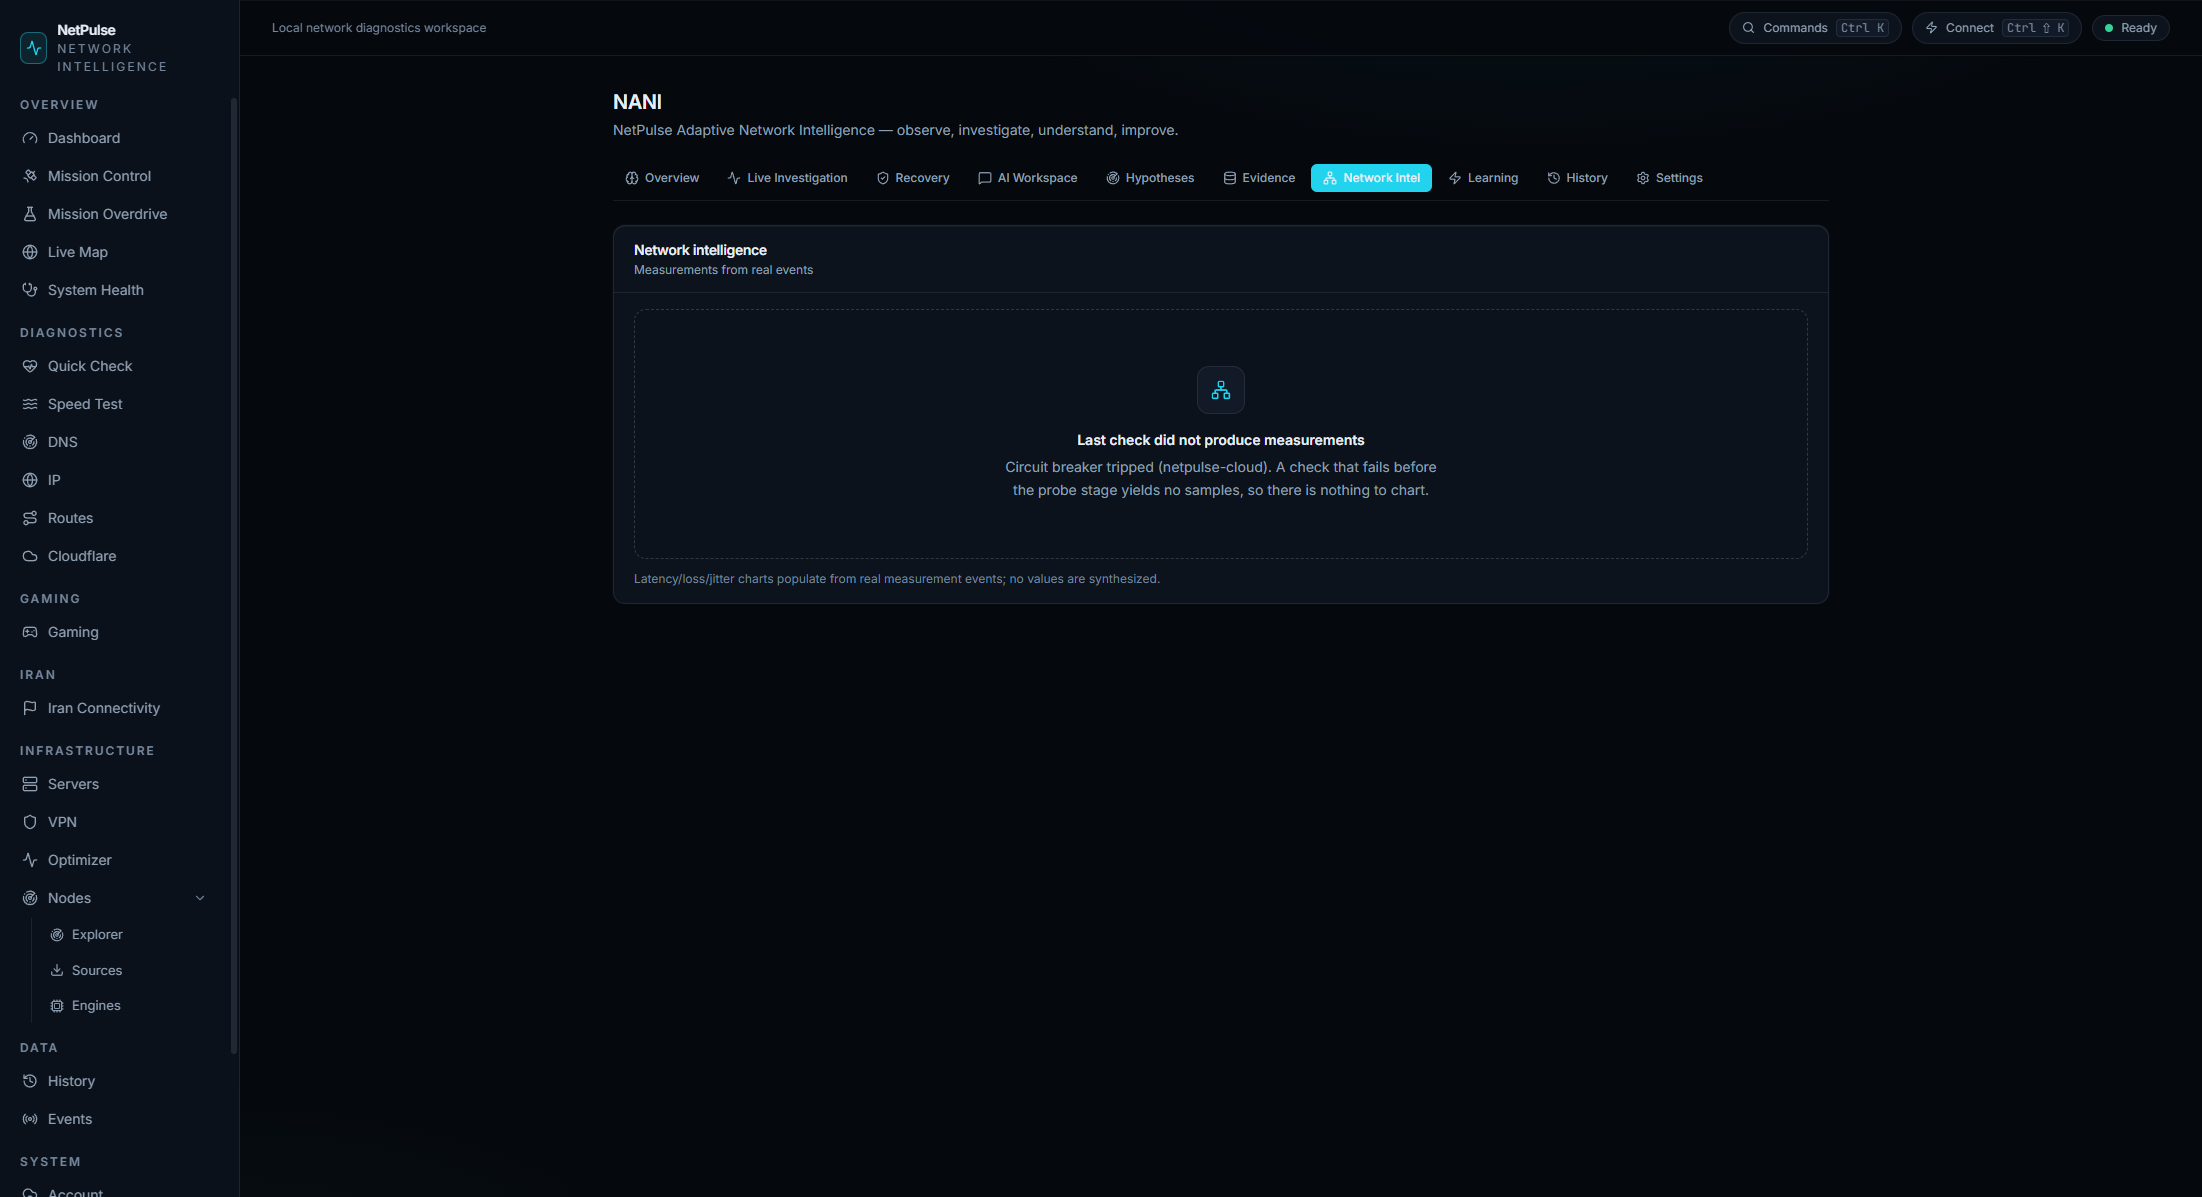 NetPulse
NETWORK
INTELLIGENCE
OVERVIEW
Dashboard
Mission Control
Mission Overdrive
Live Map
System Health
DIAGNOSTICS
Quick Check
Speed Test
DNS
IP
Routes
Cloudflare
GAMING
Gaming
IRAN
Iran Connectivity
INFRASTRUCTURE
Servers
VPN
Optimizer
Nodes
Explorer
Sources
Engines
DATA
History
Events
SYSTEM
Account
Local network diagnostics workspace
Commands Ctrl K
Connect Ctrl ⇧ K
Ready
NANI
NetPulse Adaptive Network Intelligence — observe, investigate, understand, improve.
Overview Live Investigation Recovery AI Workspace Hypotheses Evidence Network Intel Learning History Settings
Network intelligence
Measurements from real events
Last check did not produce measurements
Circuit breaker tripped (netpulse-cloud). A check that fails before
the probe stage yields no samples, so there is nothing to chart.
Latency/loss/jitter charts populate from real measurement events; no values are synthesized.